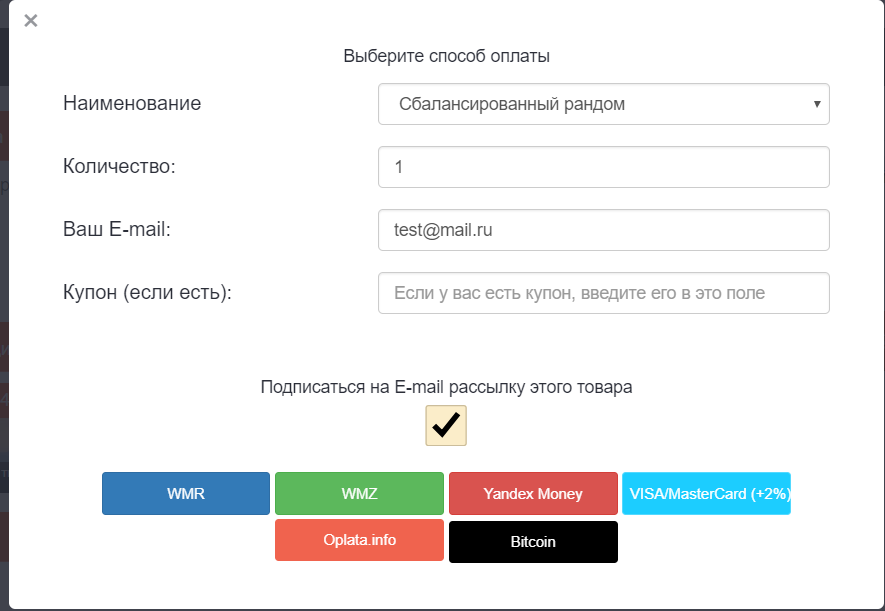 Выберите способ оплаты
Наименование
Сбалансированный рандом
Количество:
1
Ваш E-mail:
test@mail.ru
Купон (если есть):
Если у вас есть купон, введите его в это поле
Подписаться на E-mail рассылку этого товара
WMR
WMZ
Yandex Money
VISA/MasterCard (+2%)
Oplata.info
Bitcoin